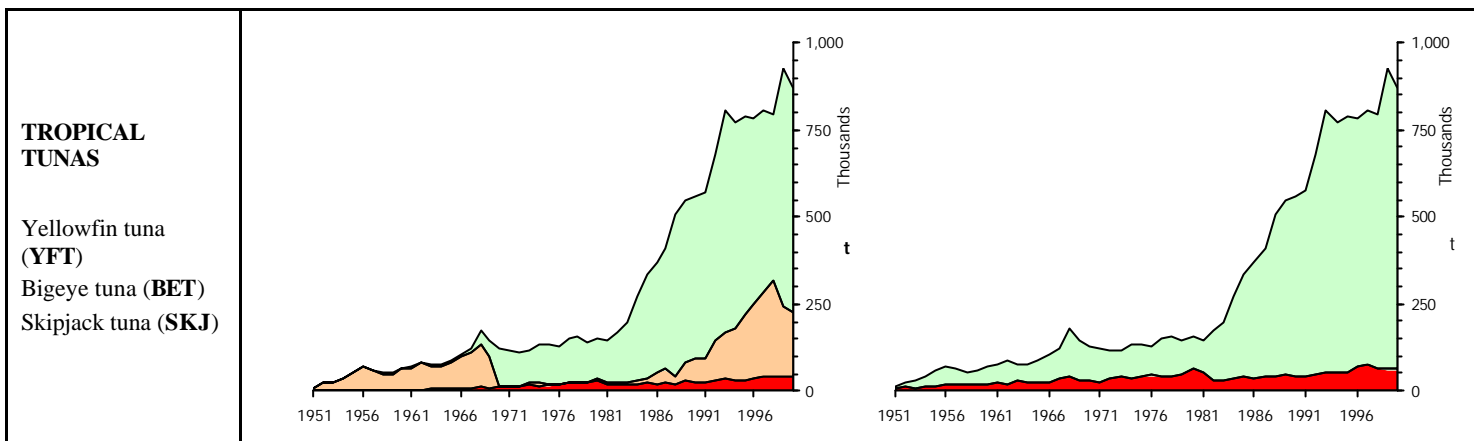 TROPICAL
TUNAS
Yellowfin tuna
(YFT)
Bigeye tuna (BET)
Skipjack tuna (SKJ)
1,000
750
500
250
0
Thousands
t
1951 1956 1961 1966 1971 1976 1981 1986 1991 1996
1,000
750
500
250
0
Thousands
t
1951 1956 1961 1966 1971 1976 1981 1986 1991 1996